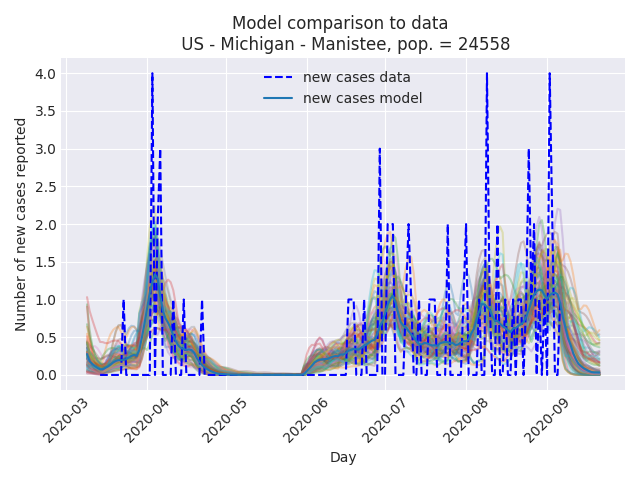 Model comparison to data
US - Michigan - Manistee, pop. = 24558
new cases data
new cases model
Number of new cases reported
4.0
3.5
3.0
2.5
2.0
1.5
1.0
0.5
0.0
2020-03
2020-04
2020-05
2020-06
2020-07
2020-08
2020-09
Day